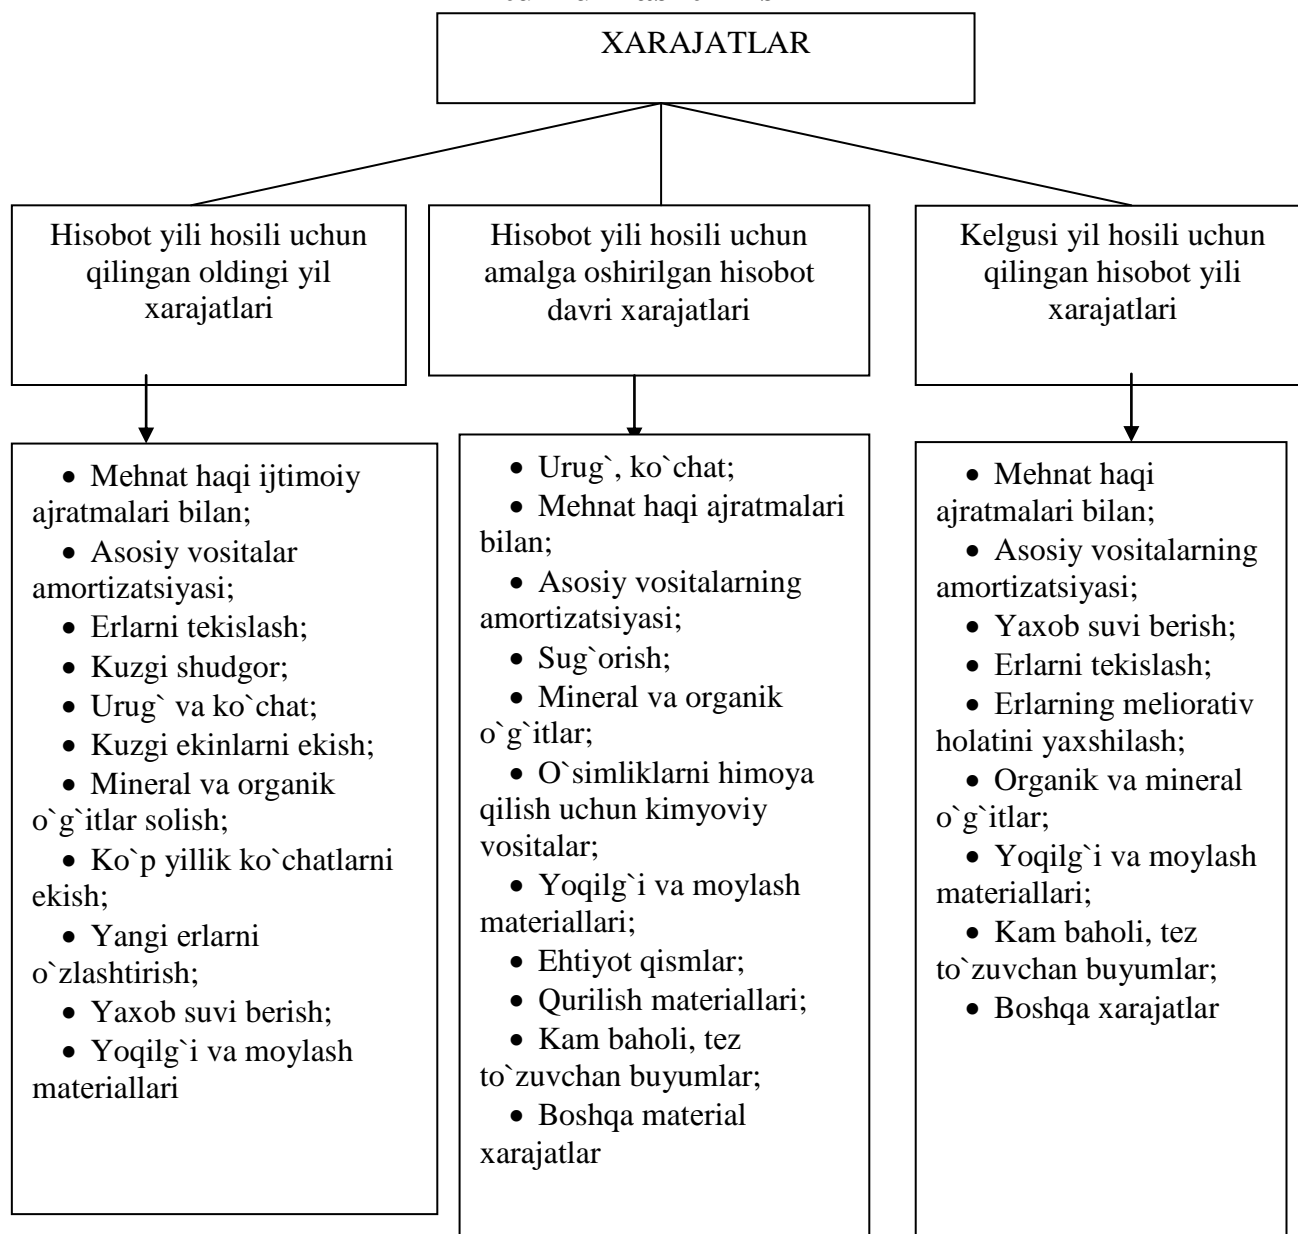 XARAJATLAR
Hisobot yili hosili uchun
qilingan oldingi yil
xarajatlari
Hisobot yili hosili uchun
amalga oshirilgan hisobot
davri xarajatlari
Kelgusi yil hosili uchun
qilingan hisobot yili
xarajatlari
• Mehnat haqi ijtimoiy
ajratmalari bilan;
• Asosiy vositalar
amortizatsiyasi;
• Erlarni tekislash;
• Kuzgi shudgor;
• Urug` va ko`chat;
• Kuzgi ekinlarni ekish;
• Mineral va organik
o`g`itlar solish;
• Ko`p yillik ko`chatlarni
ekish;
• Yangi erlarni
o`zlashtirish;
• Yaxob suvi berish;
• Yoqilg`i va moylash
materiallari
• Urug`, ko`chat;
• Mehnat haqi ajratmalari
bilan;
• Asosiy vositalarning
amortizatsiyasi;
• Sug`orish;
• Mineral va organik
o`g`itlar;
• O`simliklarni himoya
qilish uchun kimyoviy
vositalar;
• Yoqilg`i va moylash
materiallari;
• Ehtiyot qismlar;
• Qurilish materiallari;
• Kam baholi, tez
to`zuvchan buyumlar;
• Boshqa material
xarajatlar
• Mehnat haqi
ajratmalari bilan;
• Asosiy vositalarning
amortizatsiyasi;
• Yaxob suvi berish;
• Erlarni tekislash;
• Erlarning meliorativ
holatini yaxshilash;
• Organik va mineral
o`g`itlar;
• Yoqilg`i va moylash
materiallari;
• Kam baholi, tez
to`zuvchan buyumlar;
• Boshqa xarajatlar